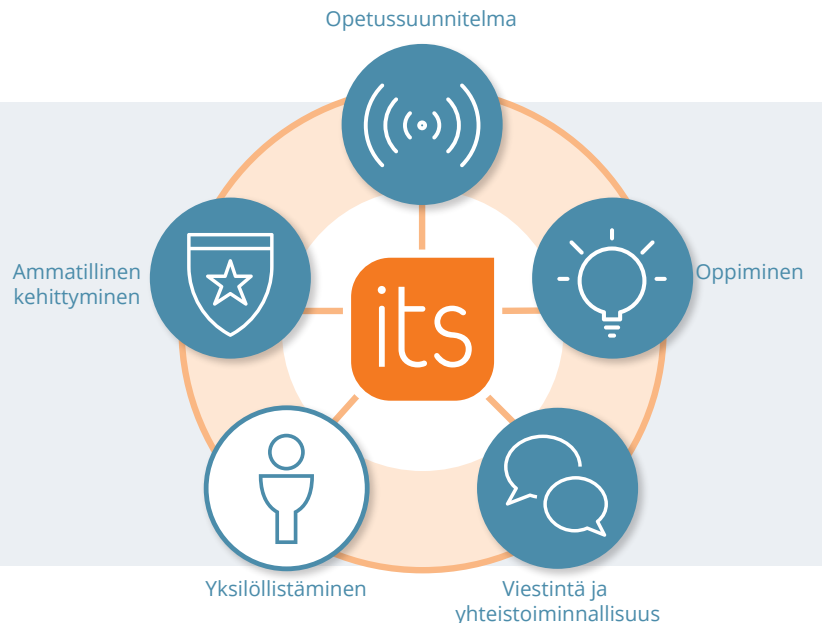 Opetussuunnitelma
Ammatillinen
kehittyminen
its
Oppiminen
Yksilöllistäminen
Viestintä ja
yhteistoiminnallisuus